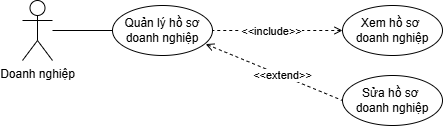 Quản lý hồ sơ
doanh nghiệp
<<include>>
Xem hồ sơ
doanh nghiệp
Doanh nghiệp
<<extend>>
Sửa hồ sơ
doanh nghiệp